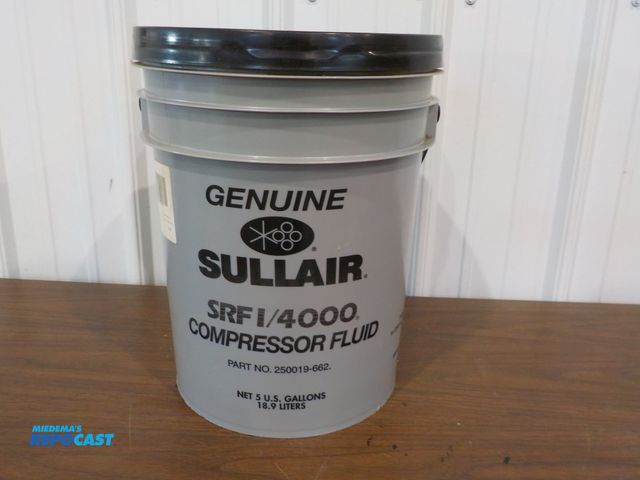 GENUINE
SULLAIR®
SRF I/4000®
COMPRESSOR FLUID
PART NO. 250019-662.
NET 5 U.S. GALLONS
18.9 LITERS
MIEDEMA'S
REPOCAST